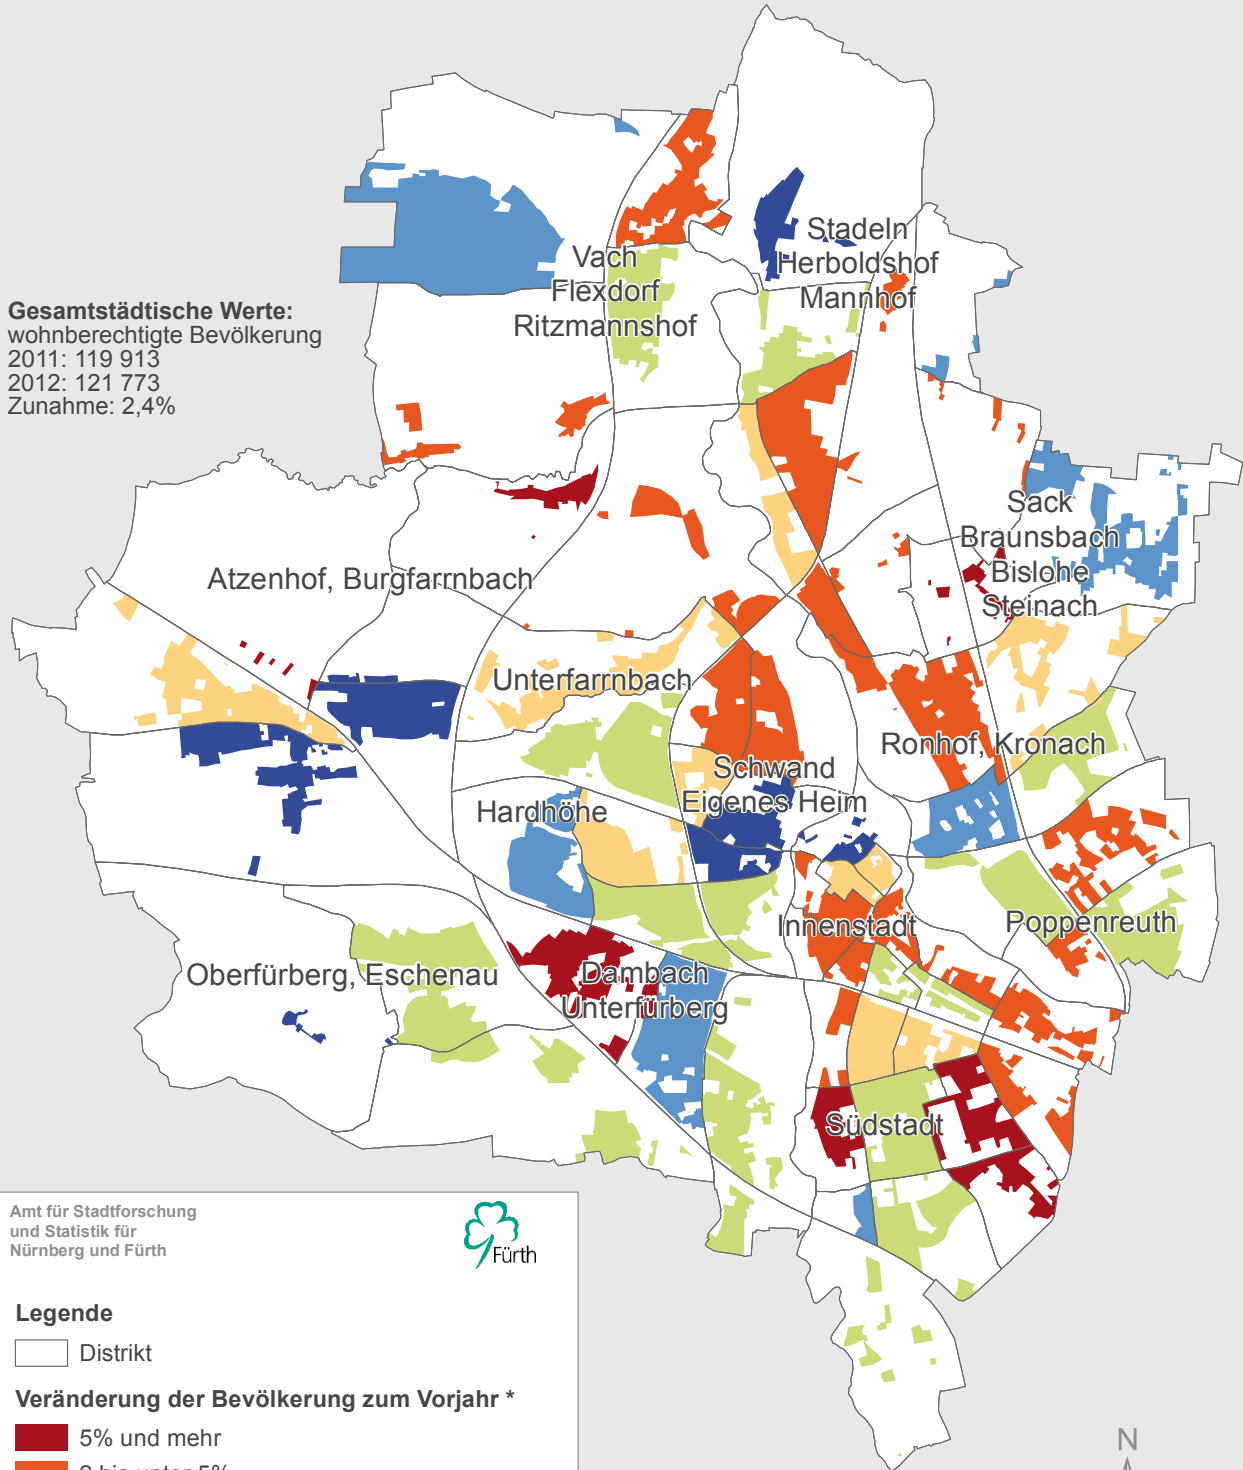 Stadeln
Herboldshof
Mannhof
Vach
Flexdorf
Ritzmannshof
Gesamtstädtische Werte:
wohnberechtigte Bevölkerung
2011: 119 913
2012: 121 773
Zunahme: 2,4%
Sack
Braunsbach
Bislohe
Steinach
Atzenhof, Burgfarrnbach
Unterfarrnbach
Ronhof, Kronach
Schwand
Eigenes Heim
Hardhöhe
Innenstadt
Poppenreuth
Oberfürberg, Eschenau
Dambach
Unterfürberg
Südstadt
Amt für Stadtforschung
und Statistik für
Nürnberg und Fürth
Fürth
Legende
Distrikt
Veränderung der Bevölkerung zum Vorjahr *
5% und mehr
bis unter 5%
N